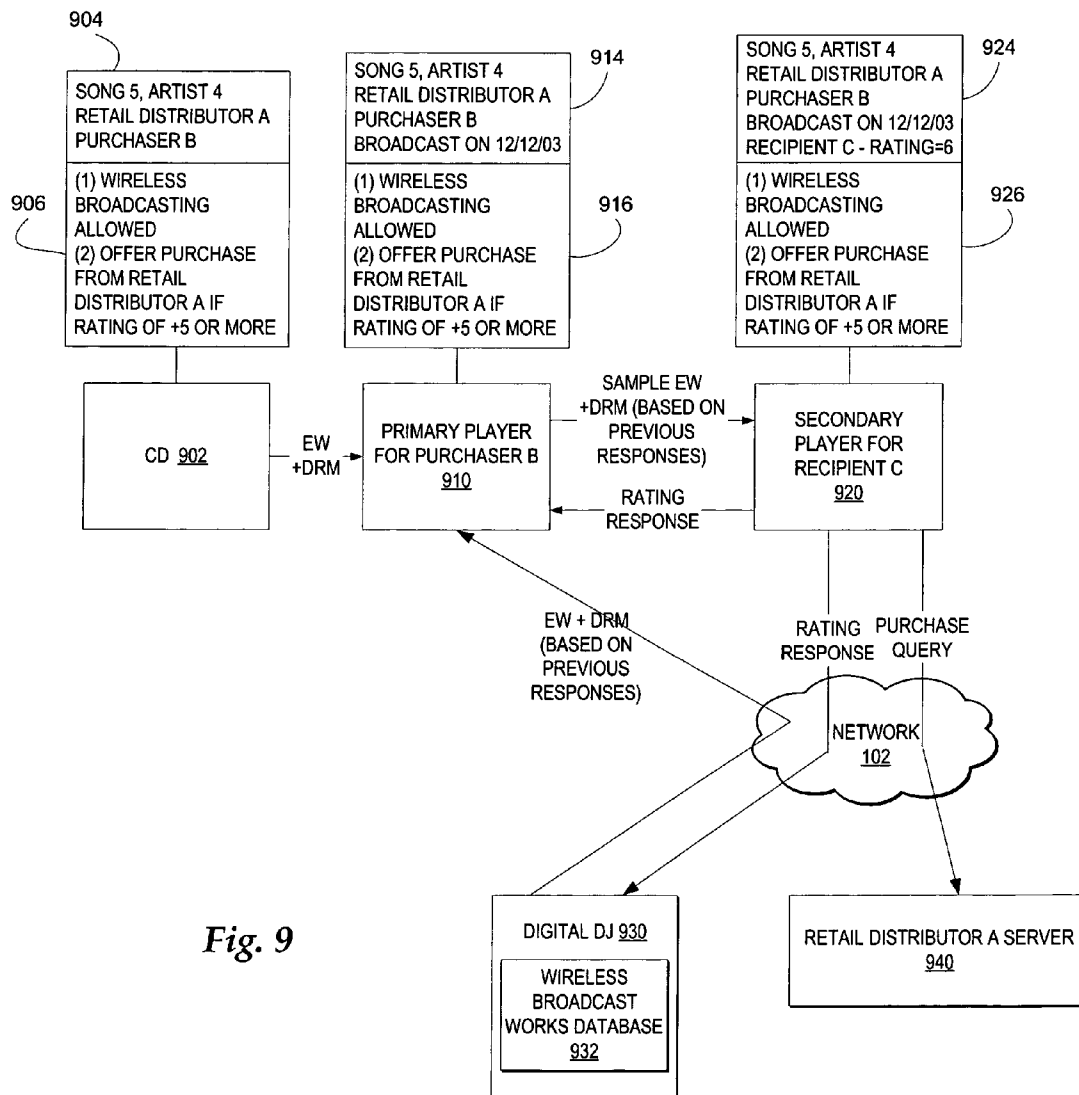 904
SONG 5, ARTIST 4
RETAIL DISTRIBUTOR A
PURCHASER B
906
(1) WIRELESS
BROADCASTING
ALLOWED
(2) OFFER PURCHASE
FROM RETAIL
DISTRIBUTOR A IF
RATING OF +5 OR MORE
914
SONG 5, ARTIST 4
RETAIL DISTRIBUTOR A
PURCHASER B
BROADCAST ON 12/12/03
916
(1) WIRELESS
BROADCASTING
ALLOWED
(2) OFFER PURCHASE
FROM RETAIL
DISTRIBUTOR A IF
RATING OF +5 OR MORE
924
SONG 5, ARTIST 4
RETAIL DISTRIBUTOR A
PURCHASER B
BROADCAST ON 12/12/03
RECIPIENT C - RATING=6
926
(1) WIRELESS
BROADCASTING
ALLOWED
(2) OFFER PURCHASE
FROM RETAIL
DISTRIBUTOR A IF
RATING OF +5 OR MORE
CD 902
EW
+DRM
PRIMARY PLAYER
FOR PURCHASER B
910
SAMPLE EW
+DRM (BASED ON
PREVIOUS
RESPONSES)
RATING
RESPONSE
SECONDARY
PLAYER FOR
RECIPIENT C
920
EW + DRM
(BASED ON
PREVIOUS
RESPONSES)
RATING
RESPONSE
PURCHASE
QUERY
NETWORK
102
Fig. 9
DIGITAL DJ 930
WIRELESS
BROADCAST
WORKS DATABASE
932
RETAIL DISTRIBUTOR A SERVER
940